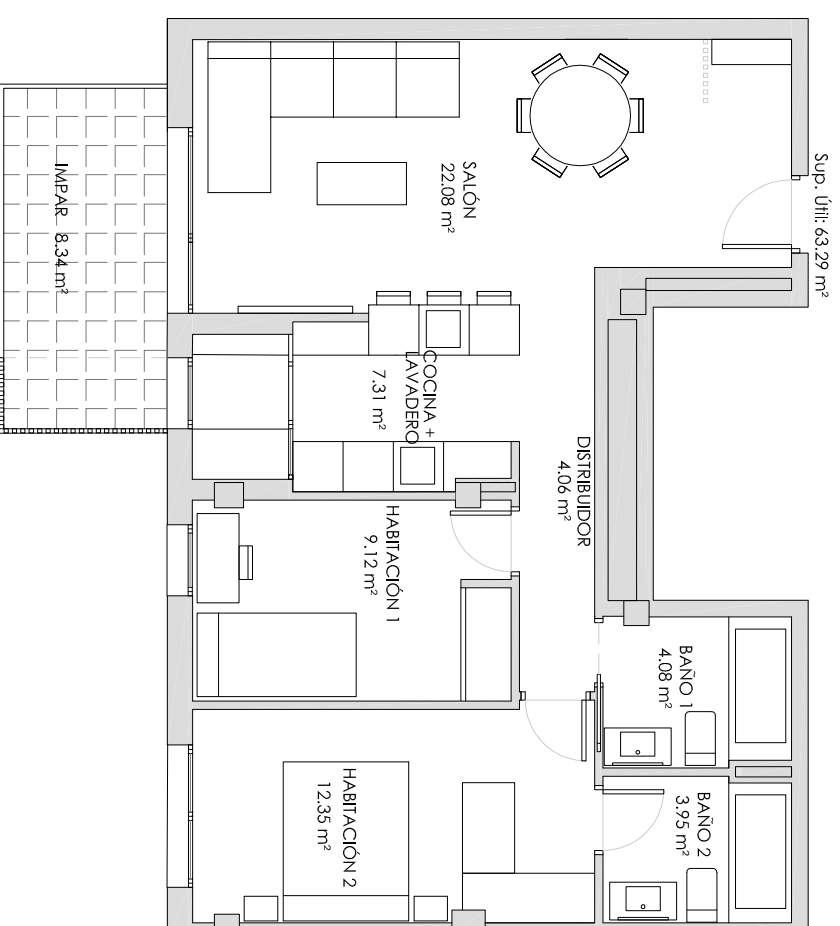 Sup. Útil: 63.29 m²
SALÓN
22.08 m²
IMPAR 8.34 m²
COCINA +
LAVADERO
7.31 m²
DISTRIBUIDOR
4.06 m²
HABITACIÓN 1
9.12 m²
BAÑO 1
4.08 m²
HABITACIÓN 2
12.35 m²
BAÑO 2
3.95 m²